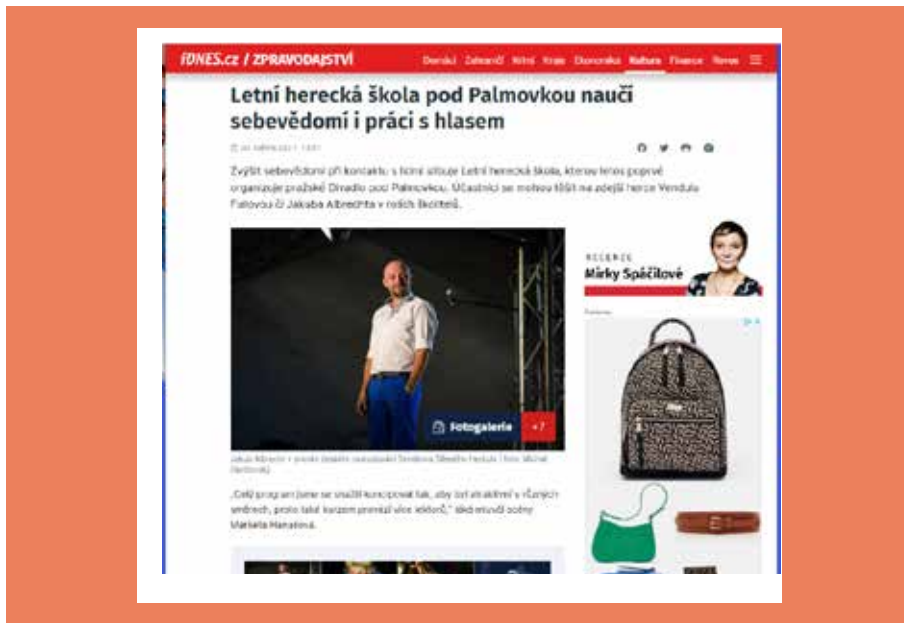 iDNES.cz / ZPRAVODAJSTVÍ
Domácí Zahraničí Krimi Kraje Ekonomika Kultura Finance Revue
Letní herecká škola pod Palmovkou naučí
sebevědomí i práci s hlasem
Zvýšit sebevědomí při kontaktu s lidmi slibuje Letní herecká škola, kterou letos poprvé
organizuje pražské Divadlo pod Palmovkou. Účastníci se mohou těšit na zdejší herce Vendulu
Fialovou či Jakuba Albrechta v rolích školitelů.
RECENZE
Mirky Spáčilové
Fotogalerie +7
Jakub Albrecht v
„Celý program jsme se snažili koncipovat tak, aby byl atraktivní v různých
směrech, proto také kurzem provází více lektorů,“ říká mluvčí scény
Markéta